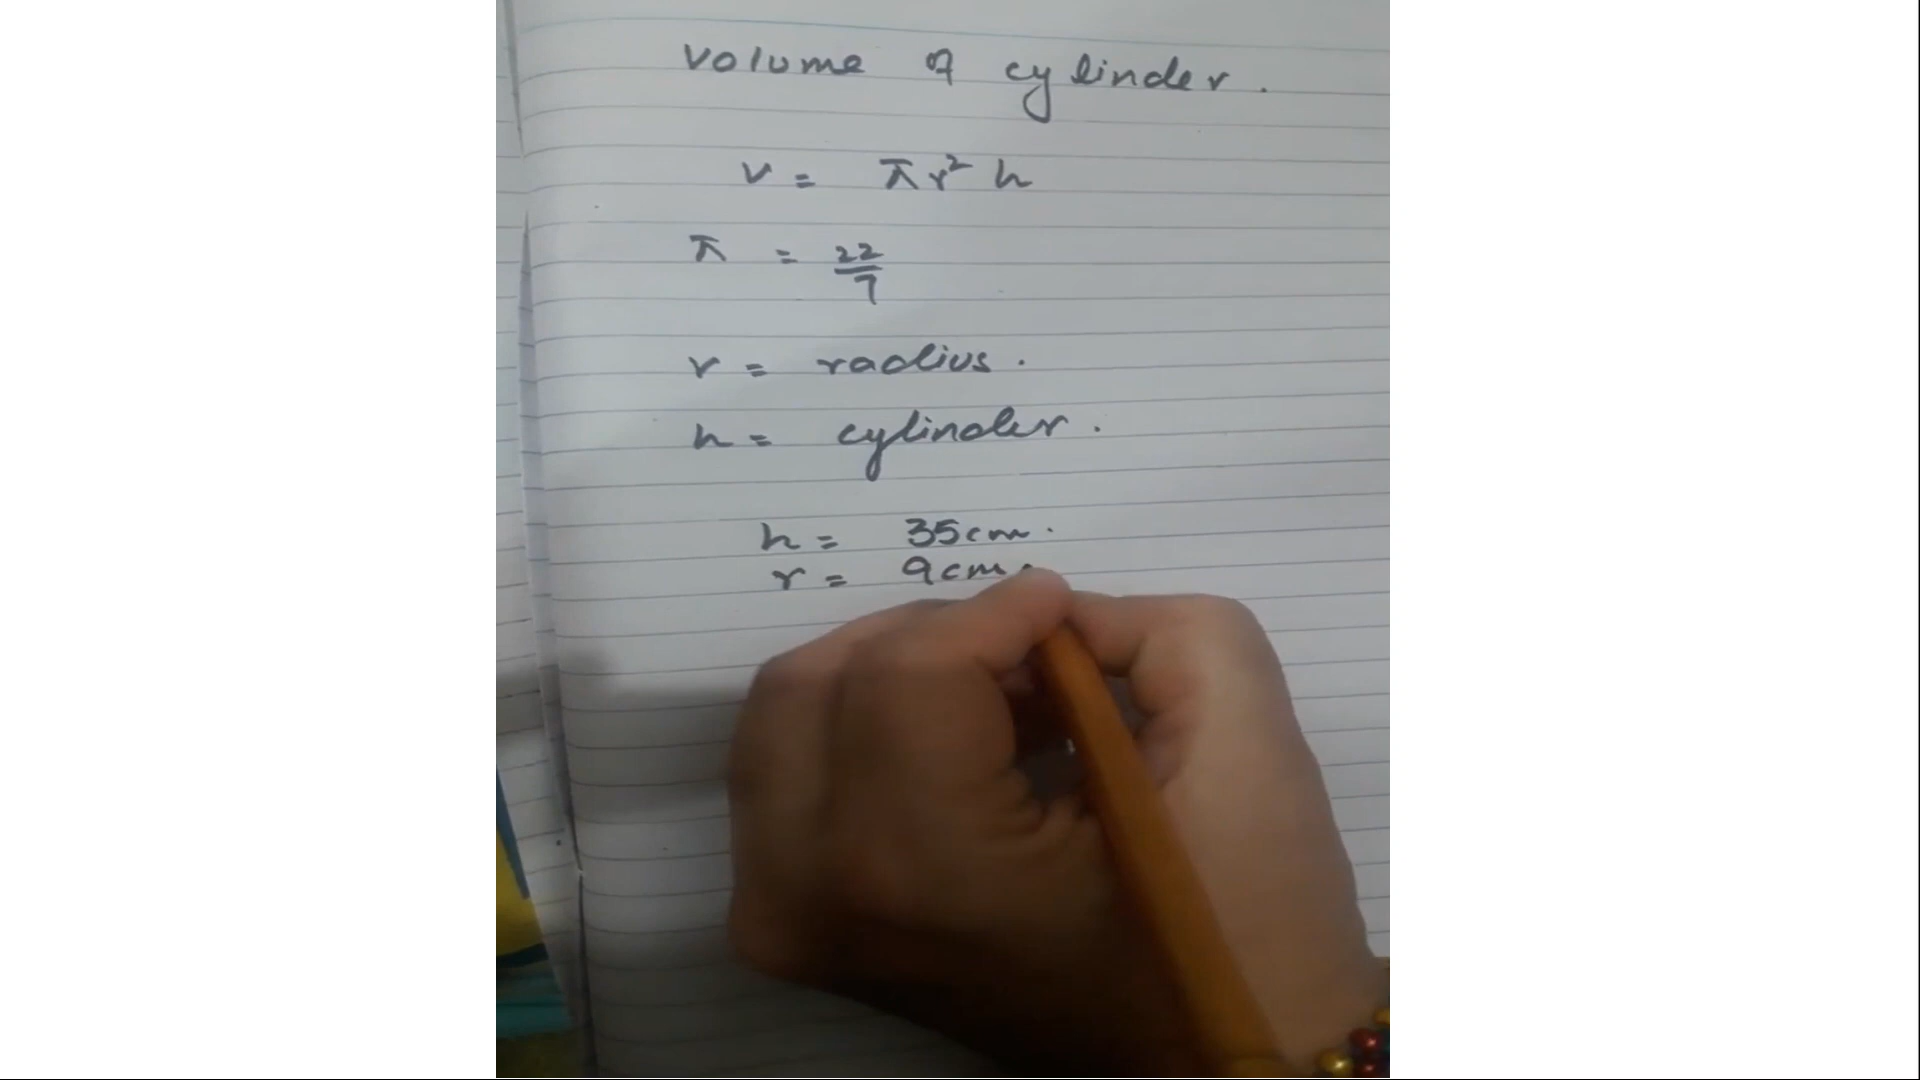 volume of cylinder.
V = πr² h
π = 22/7
r = radius.
h = cylinder.
h = 35cm.
r = 9cm.